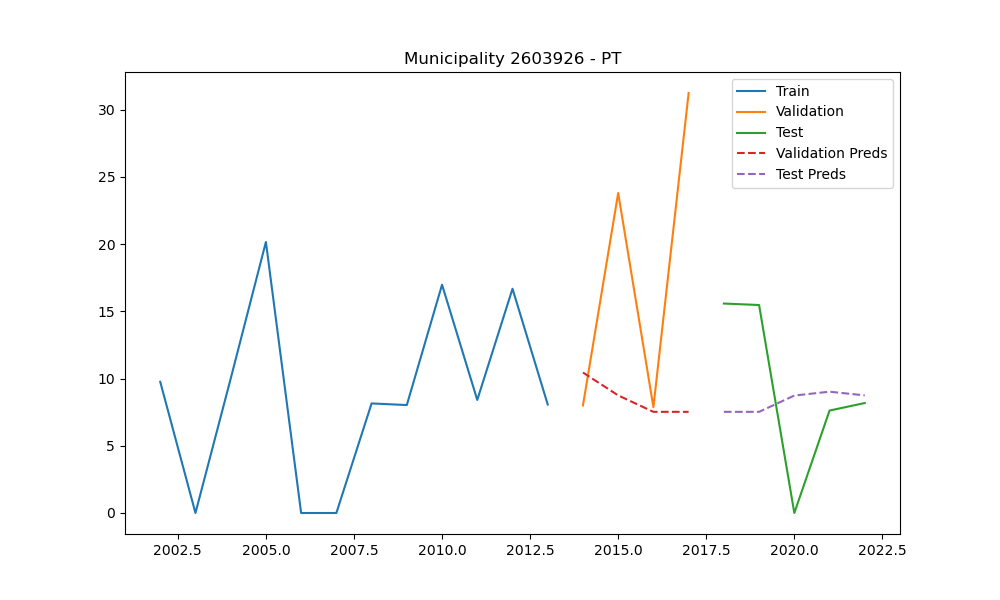 Municipality 2603926 - PT
Train
Validation
Test
Validation Preds
Test Preds
30
25
20
15
10
5
0
2002.5 2005.0 2007.5 2010.0 2012.5 2015.0 2017.5 2020.0 2022.5